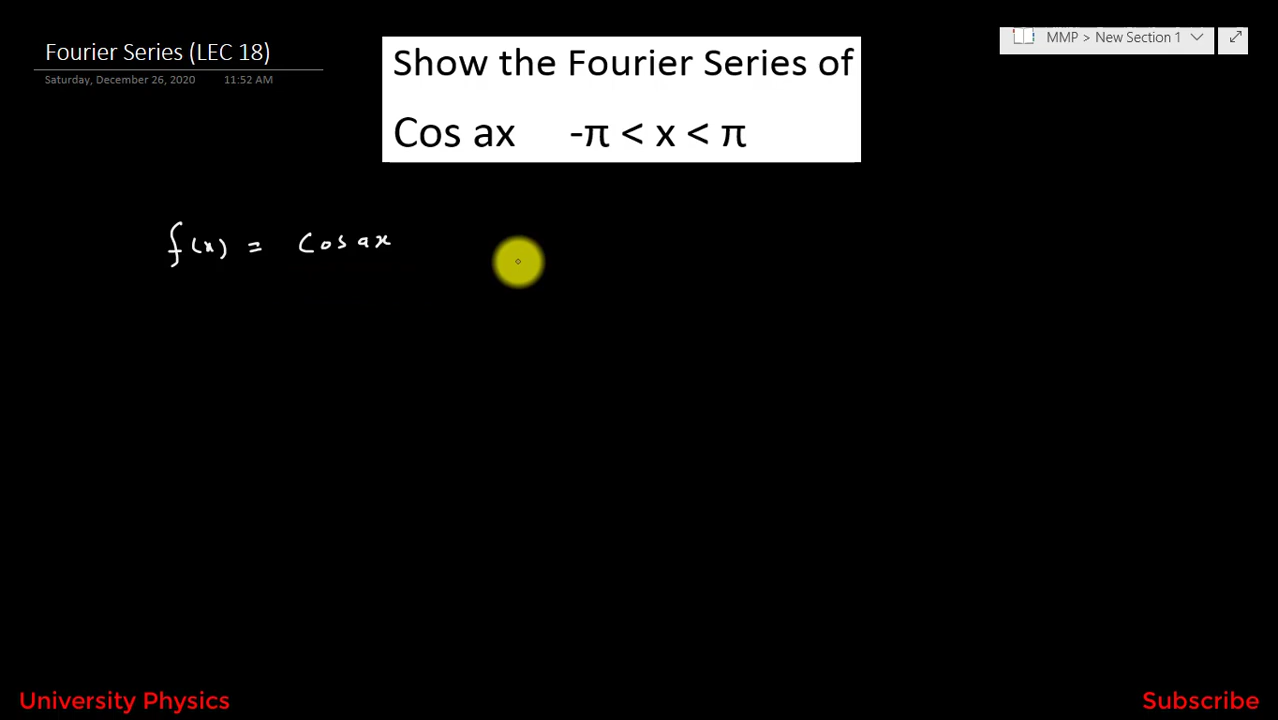 Fourier Series (LEC 18)
Saturday, December 26, 2020 11:52 AM
MMP > New Section 1
Show the Fourier Series of
Cos ax -π < x < π
f(x) = Cos ax
University Physics
Subscribe